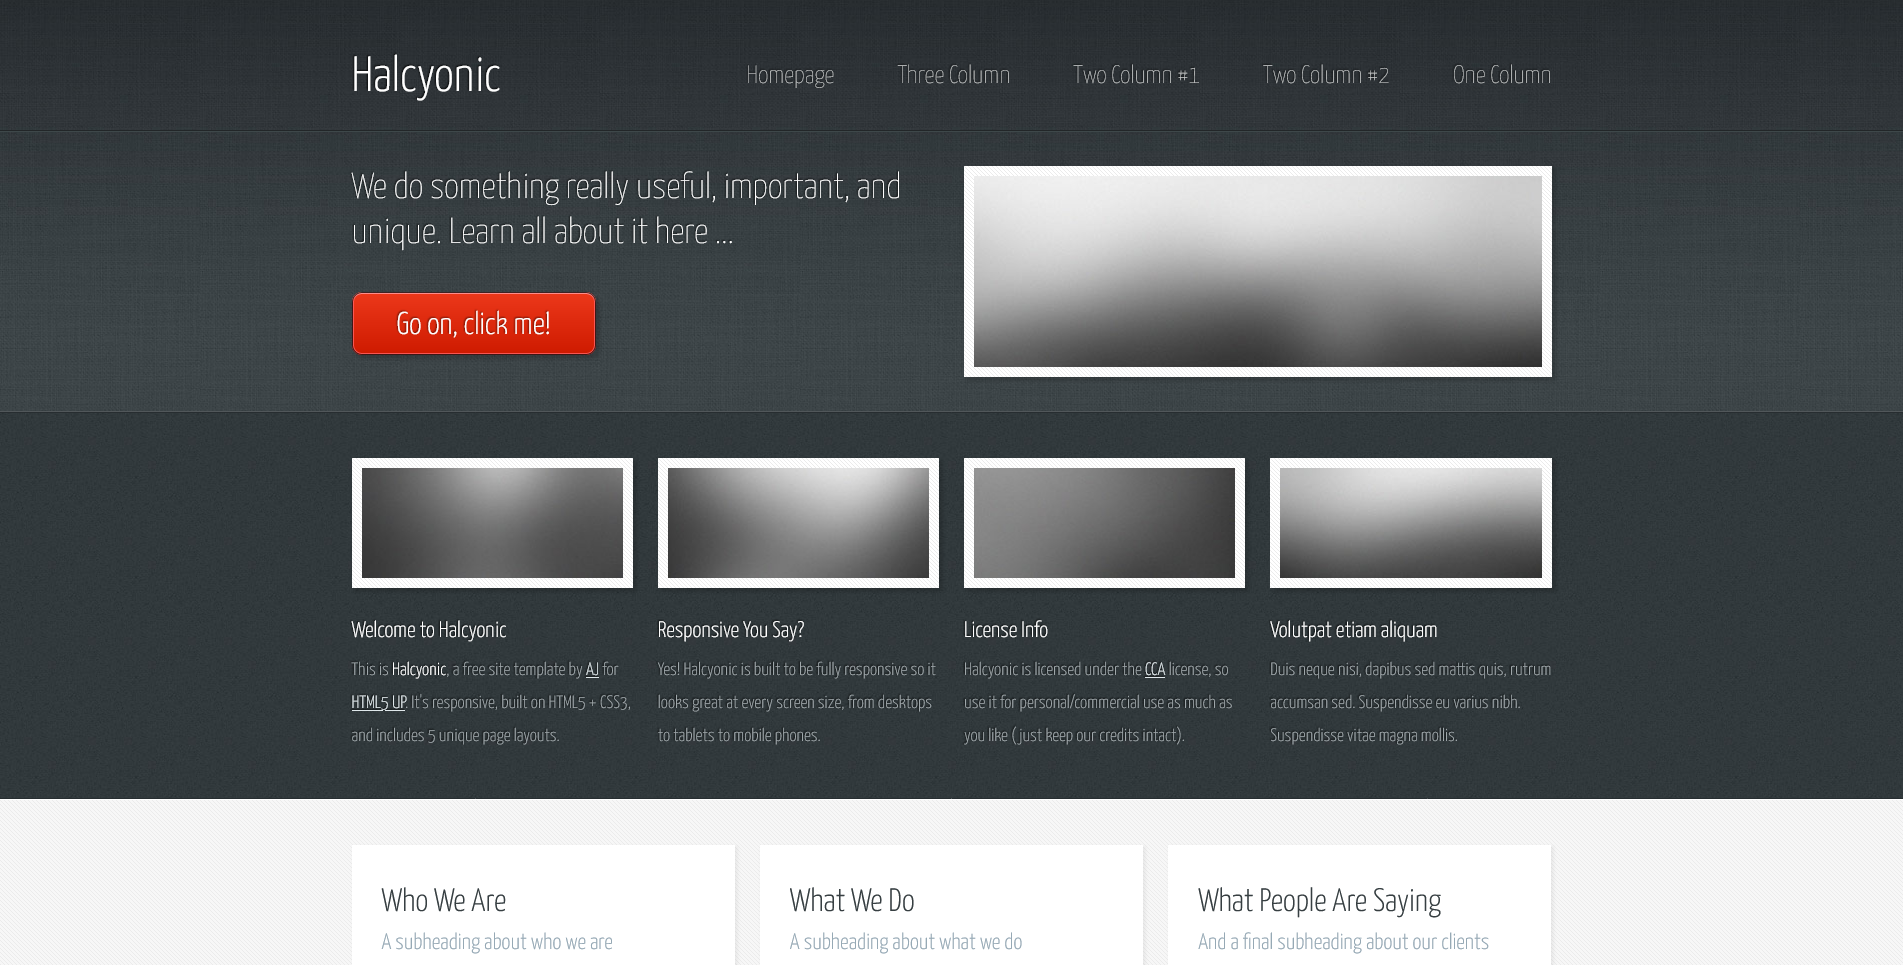 Halcyonic
Homepage
Three Column
Two Column #1
Two Column #2
One Column
We do something really useful, important, and
unique. Learn all about it here ...
Go on, click me!
Welcome to Halcyonic
This is Halcyonic, a free site template by AJ for
HTML5 UP. It's responsive, built on HTML5 + CSS3,
and includes 5 unique page layouts.
Responsive You Say?
Yes! Halcyonic is built to be fully responsive so it
looks great at every screen size, from desktops
to tablets to mobile phones.
License Info
Halcyonic is licensed under the CCA license, so
use it for personal/commercial use as much as
you like (just keep our credits intact).
Volutpat etiam aliquam
Duis neque nisi, dapibus sed mattis quis, rutrum
accumsan sed. Suspendisse eu varius nibh.
Suspendisse vitae magna mollis.
Who We Are
A subheading about who we are
What We Do
A subheading about what we do
What People Are Saying
And a final subheading about our clients